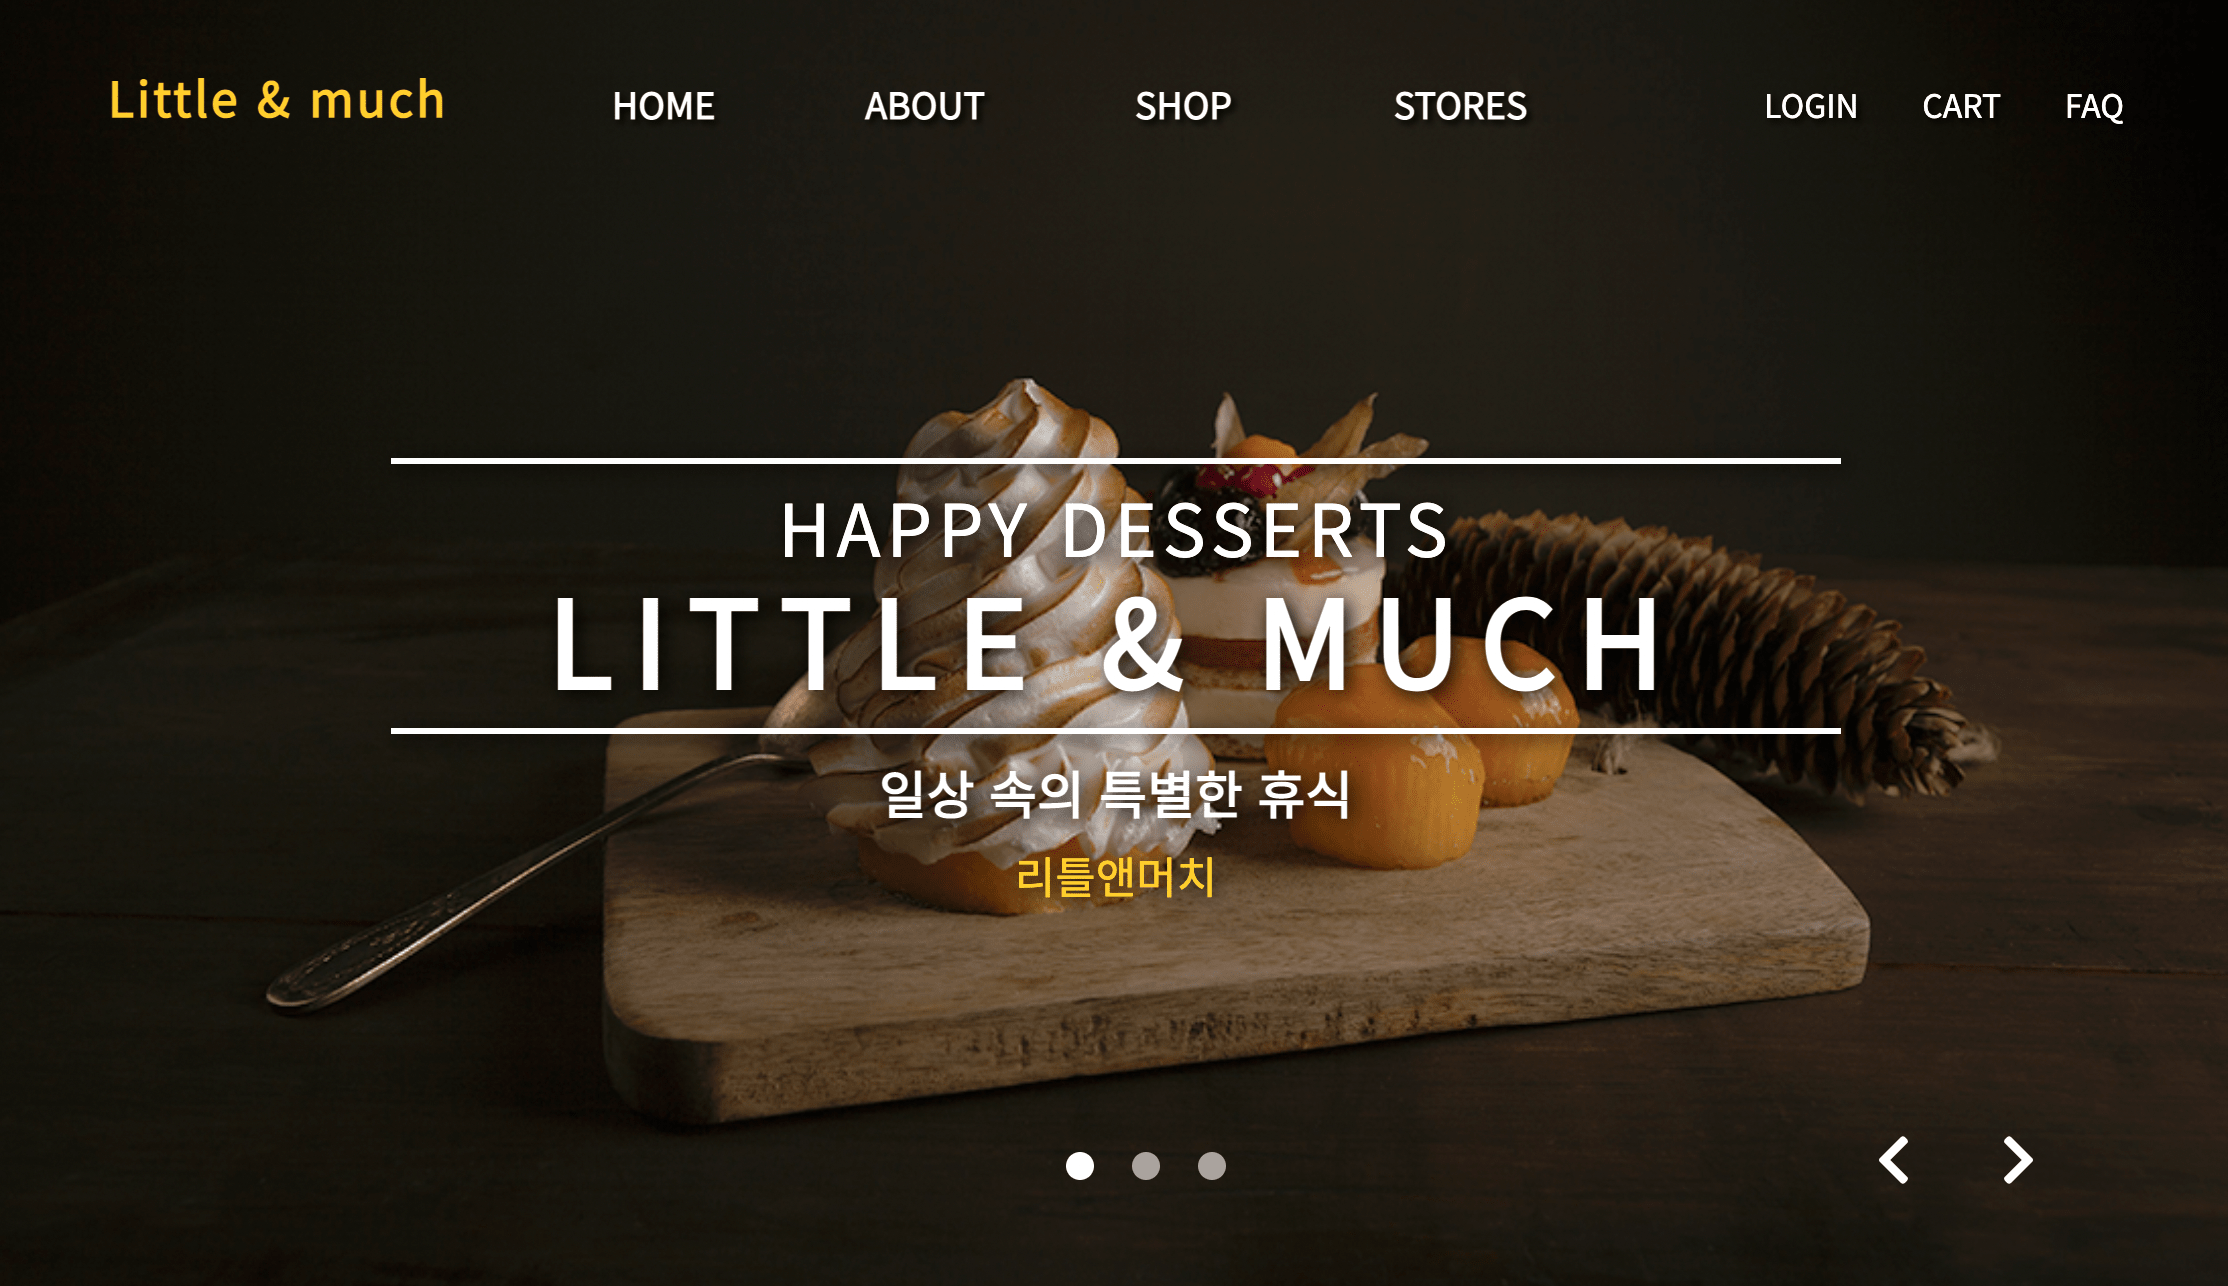 Little & much HOME ABOUT SHOP STORES LOGIN CART FAQ
HAPPY DESSERTS
LITTLE & MUCH
일상 속의 특별한 휴식
리틀앤머치